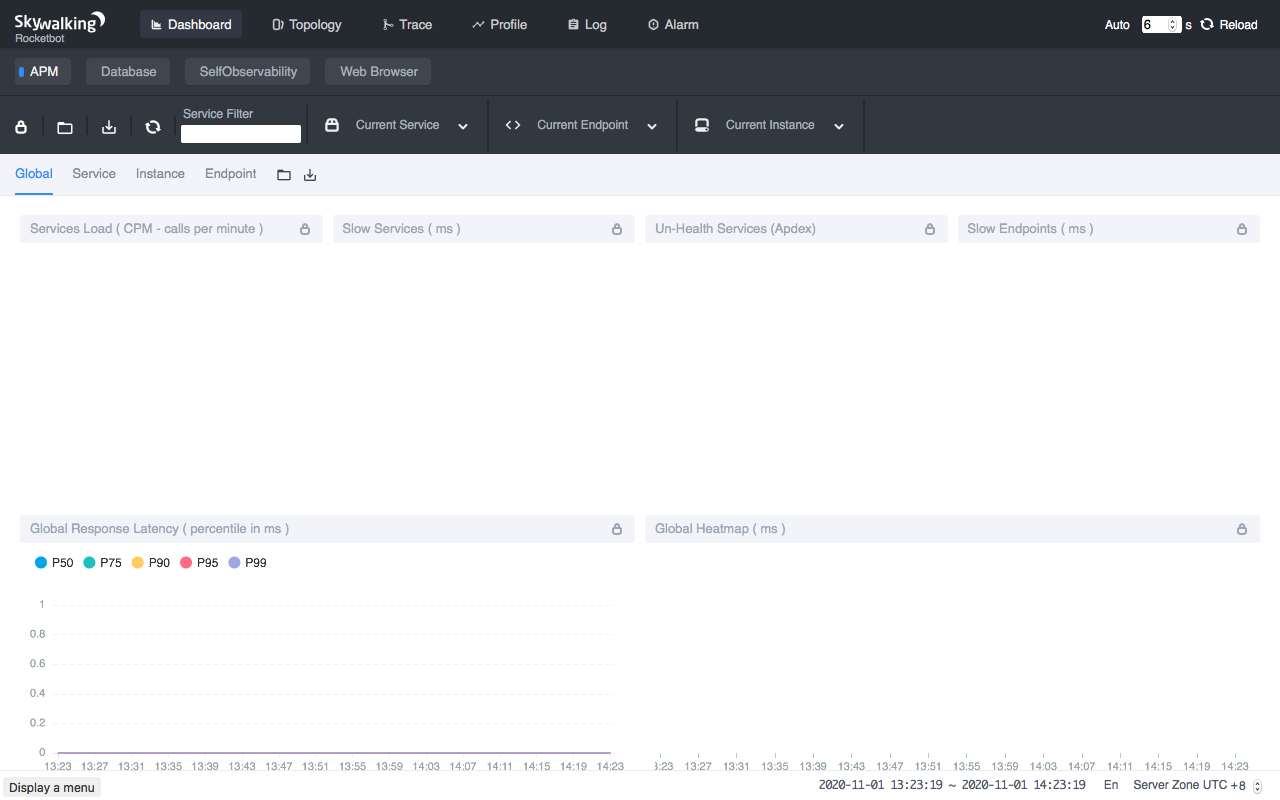 Skywalking
Rocketbot
Dashboard Topology Trace Profile Log Alarm
Auto 6 s Reload
APM Database SelfObservability Web Browser
Service Filter
Current Service Current Endpoint Current Instance
Global Service Instance Endpoint
Services Load ( CPM - calls per minute ) Slow Services ( ms ) Un-Health Services (Apdex) Slow Endpoints ( ms )
Global Response Latency ( percentile in ms ) Global Heatmap ( ms )
P50 P75 P90 P95 P99
1
0.8
0.6
0.4
0.2
0
13:23 13:27 13:31 13:35 13:39 13:43 13:47 13:51 13:55 13:59 14:03 14:07 14:11 14:15 14:19 14:23
3:23 13:27 13:31 13:35 13:39 13:43 13:47 13:51 13:55 13:59 14:03 14:07 14:11 14:15 14:19 14:23
Display a menu
2020-11-01 13:23:19 ~ 2020-11-01 14:23:19 En Server Zone UTC +8